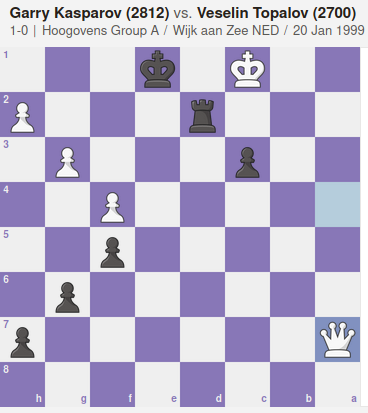 Garry Kasparov (2812) vs. Veselin Topalov (2700)
1-0 | Hoogovens Group A / Wijk aan Zee NED / 20 Jan 1999
1
2
3
4
5
6
7
8
h g f e d c b a